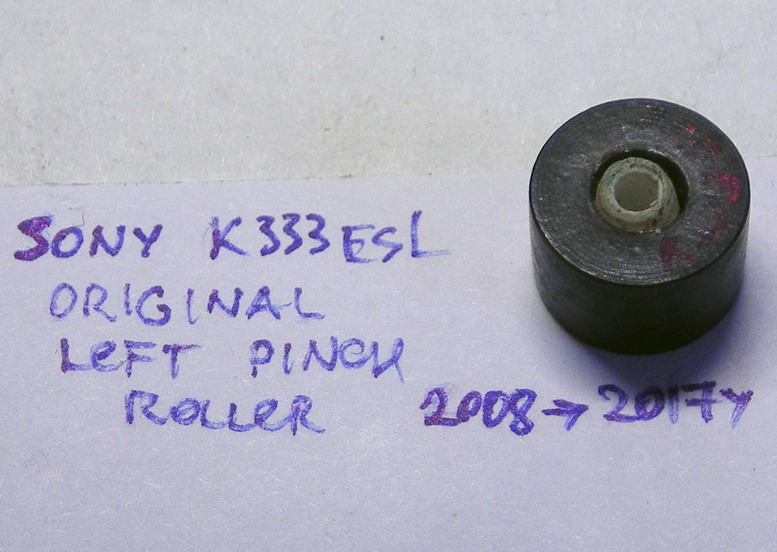 SONY K333ESL
ORIGINAL
LEFT PINCH
ROLLER 2008→2017y